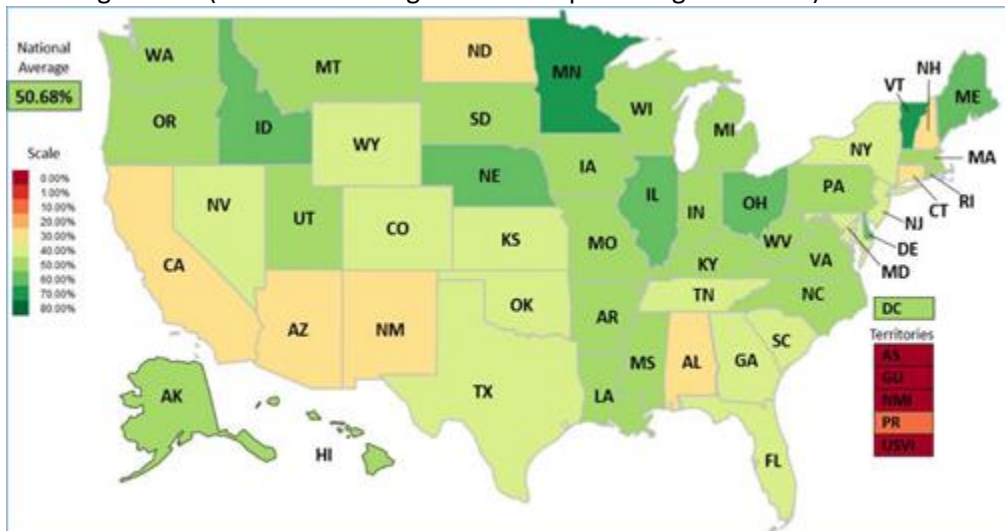 National
Average
50.68%
Scale
0.00%
1.00%
10.00%
20.00%
30.00%
40.00%
50.00%
60.00%
70.00%
80.00%
WA
OR
ID
MT
ND
MN
SD
WY
NE
WI
MI
IA
IL
IN
OH
PA
NY
VT
NH
ME
MA
RI
CT
NJ
DE
MD
NV
UT
CO
KS
MO
KY
WV
VA
CA
AZ
NM
OK
AR
TN
NC
SC
TX
LA
MS
AL
GA
FL
AK
HI
DC
Territories
AS
GU
NMI
PR
USVI